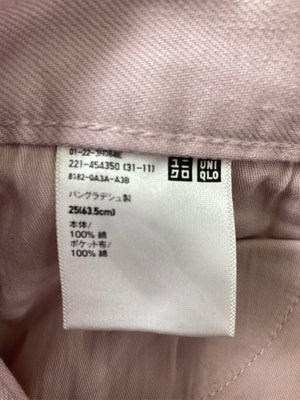 221-454350 (31-11)
8182-0A3A-A3B
ユニ
クロ
UNI
QLO
バングラデシュ製
25(63.5cm)
本体/
100% 綿
ポケット布/
100% 綿